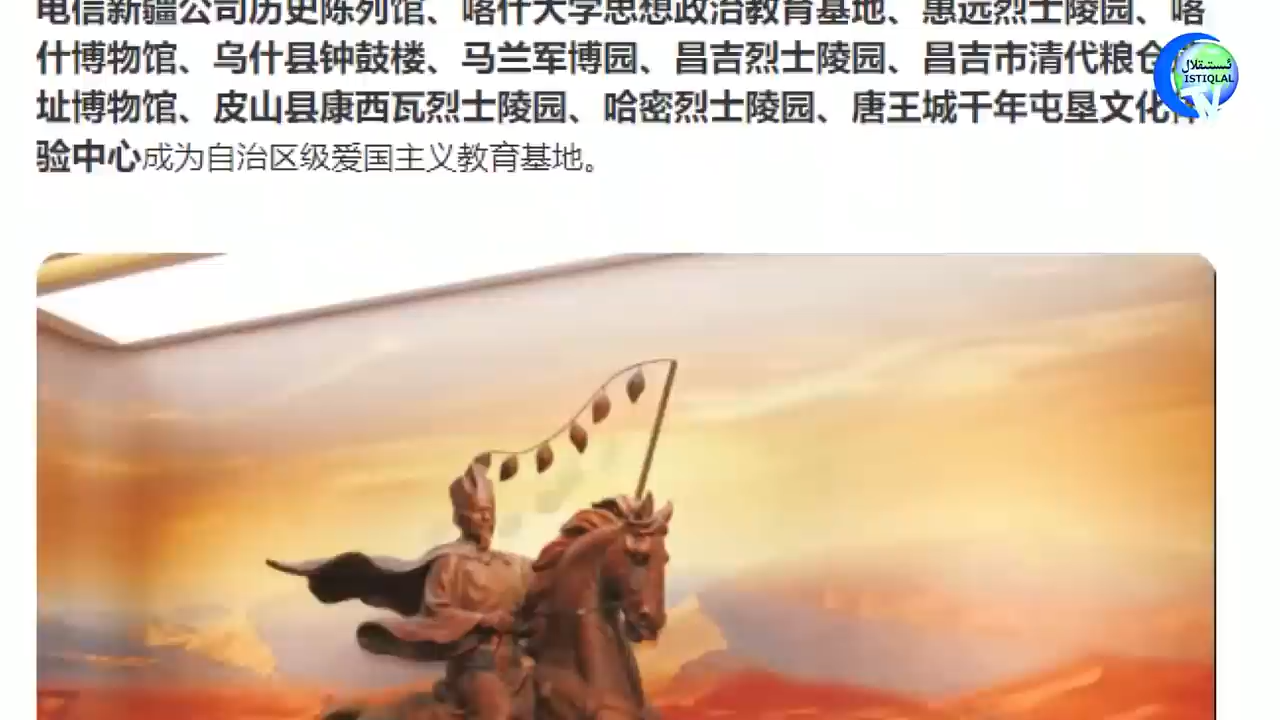 电信新疆公司历史陈列馆、喀什大学思想政治教育基地、惠远烈士陵园、喀
什博物馆、乌什县钟鼓楼、马兰军博园、昌吉烈士陵园、昌吉市清代粮仓
址博物馆、皮山县康西瓦烈士陵园、哈密烈士陵园、唐王城千年屯垦文化体
验中心成为自治区级爱国主义教育基地。
ئىستىقلال
ISTIQLAL
TV